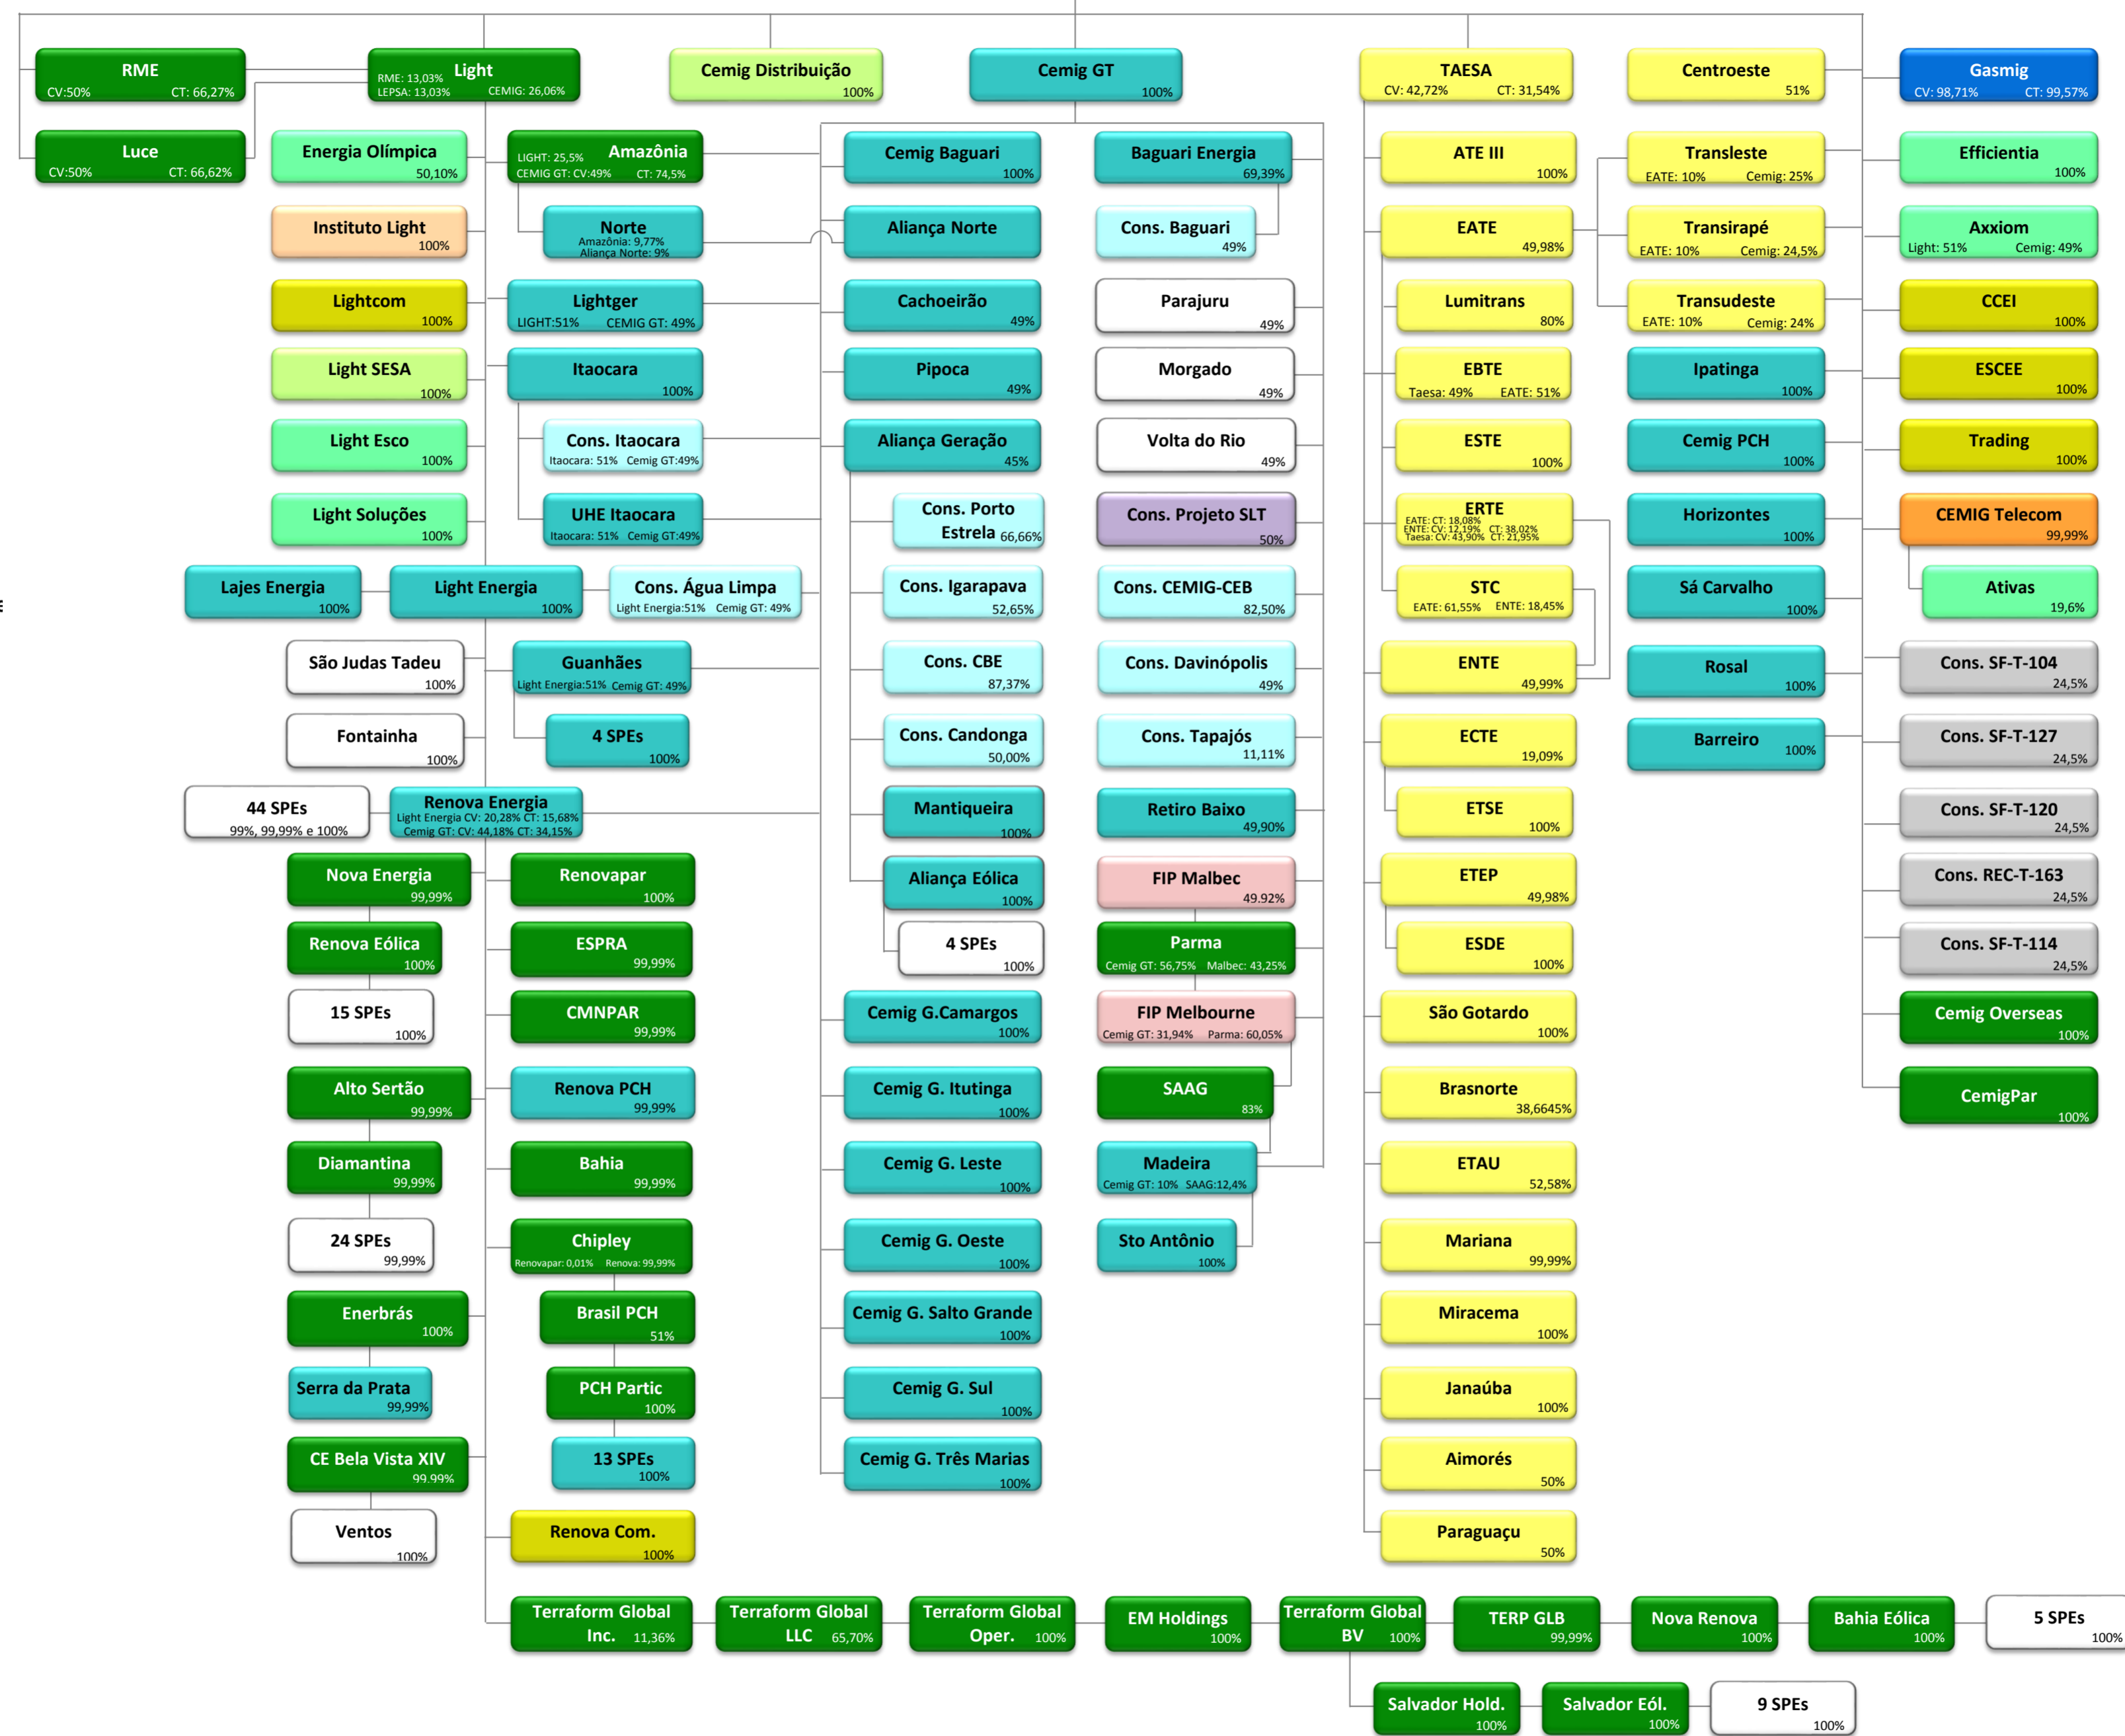 RME
CV:50% CT: 66,27%
Light
RME: 13,03%
LEPSA: 13,03% CEMIG: 26,06%
Cemig Distribuição
100%
Cemig GT
100%
TAESA
CV: 42,72% CT: 31,54%
Centroeste
51%
Gasmig
CV: 98,71% CT: 99,57%
Luce
CV:50% CT: 66,62%
Energia Olímpica
50,10%
LIGHT: 25,5% Amazônia
CEMIG GT: CV:49% CT: 74,5%
Cemig Baguari
100%
Baguari Energia
69,39%
ATE III
100%
Transleste
EATE: 10% Cemig: 25%
Efficientia
100%
Instituto Light
100%
Norte
Amazônia: 9,77%
Aliança Norte: 9%
Aliança Norte
Cons. Baguari
49%
EATE
49,98%
Transirapé
EATE: 10% Cemig: 24,5%
Axxiom
Light: 51% Cemig: 49%
Lightcom
100%
Lightger
LIGHT:51% CEMIG GT: 49%
Cachoeirão
49%
Parajuru
49%
Lumitrans
80%
Transudeste
EATE: 10% Cemig: 24%
CCEI
100%
Light SESA
100%
Itaocara
100%
Pipoca
49%
Morgado
49%
EBTE
Taesa: 49% EATE: 51%
Ipatinga
100%
ESCEE
100%
Light Esco
100%
Cons. Itaocara
Itaocara: 51% Cemig GT:49%
Aliança Geração
45%
Volta do Rio
49%
ESTE
100%
Cemig PCH
100%
Trading
100%
Light Soluções
100%
UHE Itaocara
Itaocara: 51% Cemig GT:49%
Cons. Porto
Estrela 66,66%
Cons. Projeto SLT
50%
ERTE
EATE: CT: 18,08%
ENTE: CV: 12,19% CT: 38,02%
Taesa: CV: 43,90% CT: 21,95%
Horizontes
100%
CEMIG Telecom
99,99%
Lajes Energia
100%
Light Energia
100%
Cons. Água Limpa
Light Energia:51% Cemig GT: 49%
Cons. Igarapava
52,65%
Cons. CEMIG-CEB
82,50%
STC
EATE: 61,55% ENTE: 18,45%
Sá Carvalho
100%
Ativas
19,6%
São Judas Tadeu
100%
Guanhães
Light Energia:51% Cemig GT: 49%
Cons. CBE
87,37%
Cons. Davinópolis
49%
ENTE
49,99%
Rosal
100%
Cons. SF-T-104
24,5%
Fontainha
100%
4 SPEs
100%
Cons. Candonga
50,00%
Cons. Tapajós
11,11%
ECTE
19,09%
Barreiro
100%
Cons. SF-T-127
24,5%
44 SPEs
99%, 99,99% e 100%
Renova Energia
Light Energia CV: 20,28% CT: 15,68%
Cemig GT: CV: 44,18% CT: 34,15%
Mantiqueira
100%
Retiro Baixo
49,90%
ETSE
100%
Cons. SF-T-120
24,5%
Nova Energia
99,99%
Renovapar
100%
Aliança Eólica
100%
FIP Malbec
49.92%
ETEP
49,98%
Cons. REC-T-163
24,5%
Renova Eólica
100%
ESPRA
99,99%
4 SPEs
100%
Parma
Cemig GT: 56,75% Malbec: 43,25%
ESDE
100%
Cons. SF-T-114
24,5%
15 SPEs
100%
CMNPAR
99,99%
Cemig G.Camargos
100%
FIP Melbourne
Cemig GT: 31,94% Parma: 60,05%
São Gotardo
100%
Cemig Overseas
100%
Alto Sertão
99,99%
Renova PCH
99,99%
Cemig G. Itutinga
100%
SAAG
83%
Brasnorte
38,6645%
CemigPar
100%
Diamantina
99,99%
Bahia
99,99%
Cemig G. Leste
100%
Madeira
Cemig GT: 10% SAAG:12,4%
ETAU
52,58%
24 SPEs
99,99%
Chipley
Renovapar: 0,01% Renova: 99,99%
Cemig G. Oeste
100%
Sto Antônio
100%
Mariana
99,99%
Enerbrás
100%
Brasil PCH
51%
Cemig G. Salto Grande
100%
Miracema
100%
Serra da Prata
99,99%
PCH Partic
100%
Cemig G. Sul
100%
Janaúba
100%
CE Bela Vista XIV
99.99%
13 SPEs
100%
Cemig G. Três Marias
100%
Aimorés
50%
Ventos
100%
Renova Com.
100%
Paraguaçu
50%
Terraform Global
Inc. 11,36%
Terraform Global
LLC 65,70%
Terraform Global
Oper. 100%
EM Holdings
100%
Terraform Global
BV 100%
TERP GLB
99,99%
Nova Renova
100%
Bahia Eólica
100%
5 SPEs
100%
Salvador Hold.
100%
Salvador Eól.
100%
9 SPEs
100%